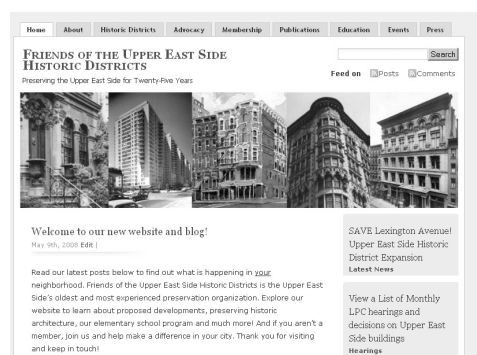 Home About Historic Districts Advocacy Membership Publications Education Events Press
FRIENDS OF THE UPPER EAST SIDE
HISTORIC DISTRICTS
Preserving the Upper East Side for Twenty-Five Years
Search
Feed on Posts Comments
Welcome to our new website and blog!
May 9th, 2008 Edit |
Read our latest posts below to find out what is happening in your
neighborhood. Friends of the Upper East Side Historic Districts is the Upper East
Side's oldest and most experienced preservation organization. Explore our
website to learn about proposed developments, preserving historic
architecture, our elementary school program and much more! And if you aren't a
member, join us and help make a difference in your city. Thank you for visiting
and keep in touch!
SAVE Lexington Avenue!
Upper East Side Historic
District Expansion
Latest News
View a List of Monthly
LPC hearings and
decisions on Upper East
Side buildings
Hearings